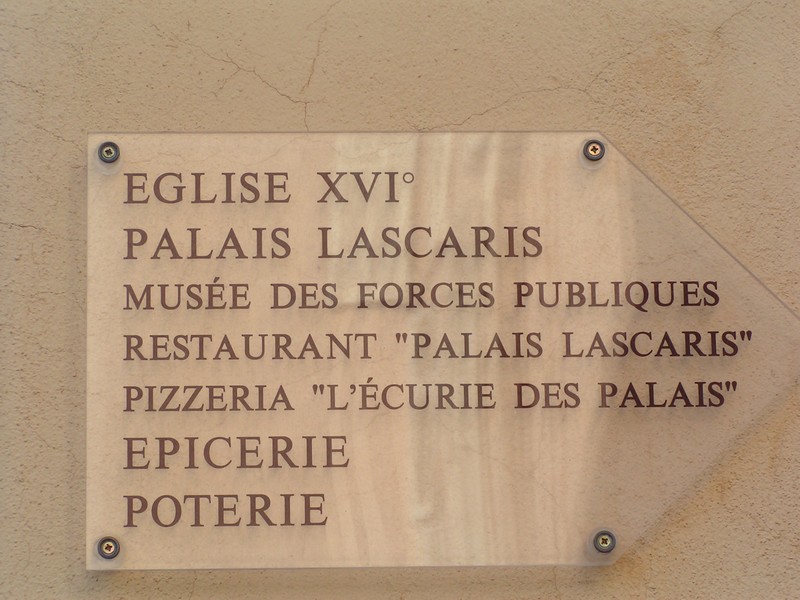 EGLISE XVI°
PALAIS LASCARIS
MUSÉE DES FORCES PUBLIQUES
RESTAURANT "PALAIS LASCARIS"
PIZZERIA "L'ÉCURIE DES PALAIS"
EPICERIE
POTERIE